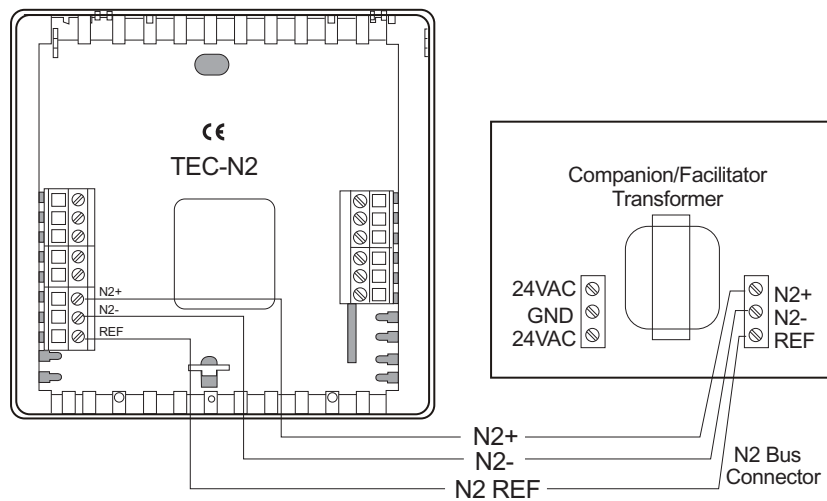 CE
TEC-N2
N2+
N2-
REF
Companion/Facilitator
Transformer
24VAC
GND
24VAC
N2+
N2-
REF
N2+
N2-
N2 REF
N2 Bus
Connector